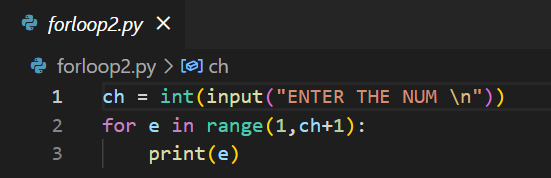 forloop2.py ×
forloop2.py > ch
1 ch = int(input("ENTER THE NUM \n"))
2 for e in range(1,ch+1):
3     print(e)